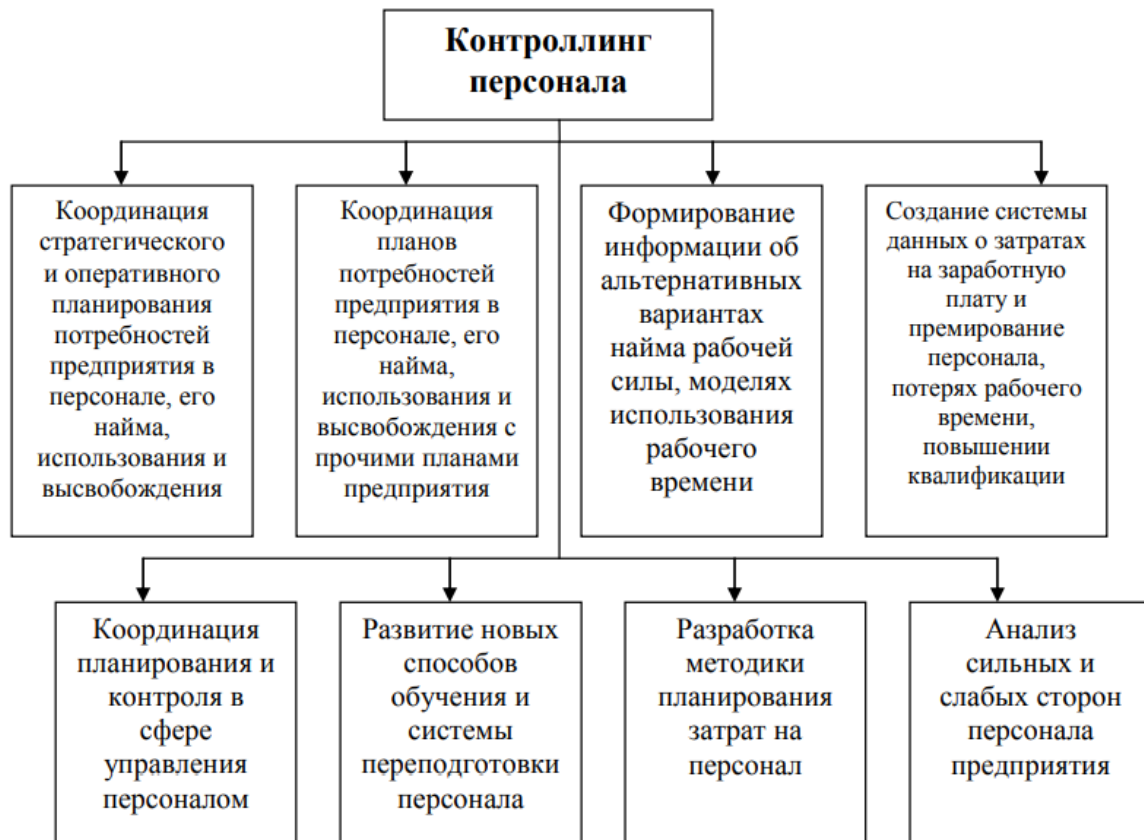 Контроллинг
персонала
Координация
стратегического
и оперативного
планирования
потребностей
предприятия в
персонале, его
найма,
использования и
высвобождения
Координация
планов
потребностей
предприятия в
персонале, его
найма,
использования и
высвобождения с
прочими планами
предприятия
Формирование
информации об
альтернативных
вариантах
найма рабочей
силы, моделях
использования
рабочего
времени
Создание системы
данных о затратах
на заработную
плату и
премирование
персонала,
потерях рабочего
времени,
повышении
квалификации
Координация
планирования и
контроля в
сфере
управления
персоналом
Развитие новых
способов
обучения и
системы
переподготовки
персонала
Разработка
методики
планирования
затрат на
персонал
Анализ
сильных и
слабых сторон
персонала
предприятия